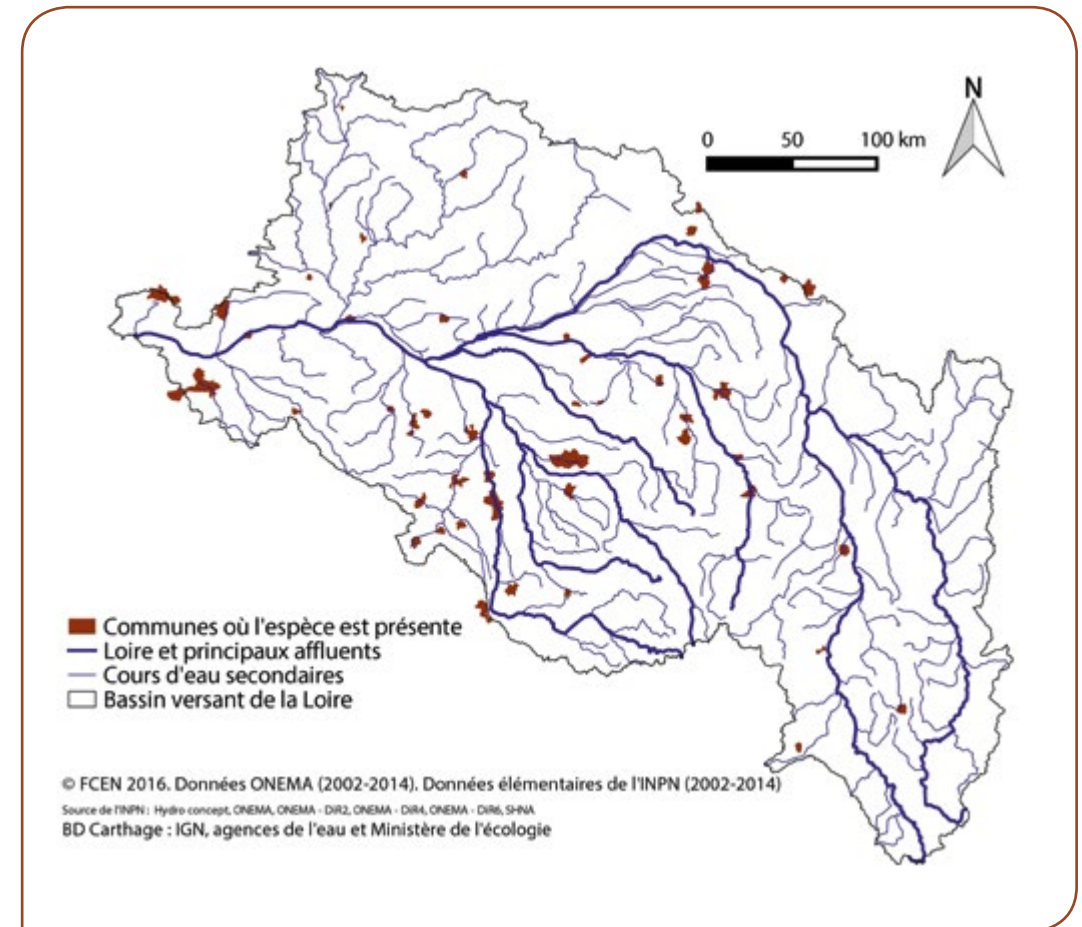 N
0 50 100 km
Communes où l'espèce est présente
Loire et principaux affluents
Cours d'eau secondaires
Bassin versant de la Loire
© FCEN 2016. Données ONEMA (2002-2014). Données élémentaires de l'INPN (2002-2014)
Source de l'INPN : Hydro concept, ONEMA, ONEMA - DiR2, ONEMA - DiR4, ONEMA - DiR6, SHNA
BD Carthage : IGN, agences de l'eau et Ministère de l'écologie